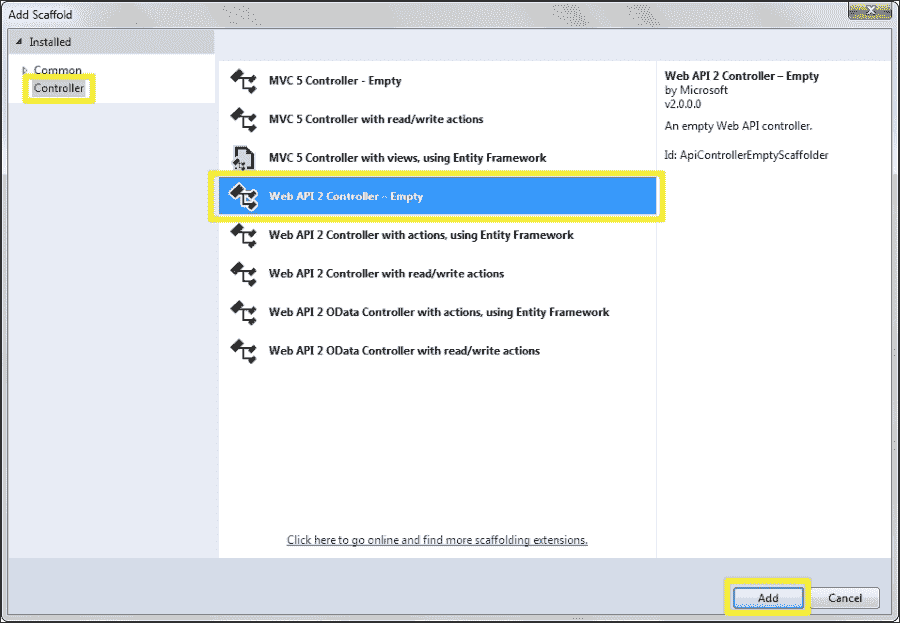 Add Scaffold
Installed
Common
Controller
MVC 5 Controller - Empty
MVC 5 Controller with read/write actions
MVC 5 Controller with views, using Entity Framework
Web API 2 Controller - Empty
Web API 2 Controller with actions, using Entity Framework
Web API 2 Controller with read/write actions
Web API 2 OData Controller with actions, using Entity Framework
Web API 2 OData Controller with read/write actions
Click here to go online and find more scaffolding extensions.
Web API 2 Controller – Empty
by Microsoft
v2.0.0.0
An empty Web API controller.
Id: ApiControllerEmptyScaffolder
Add
Cancel